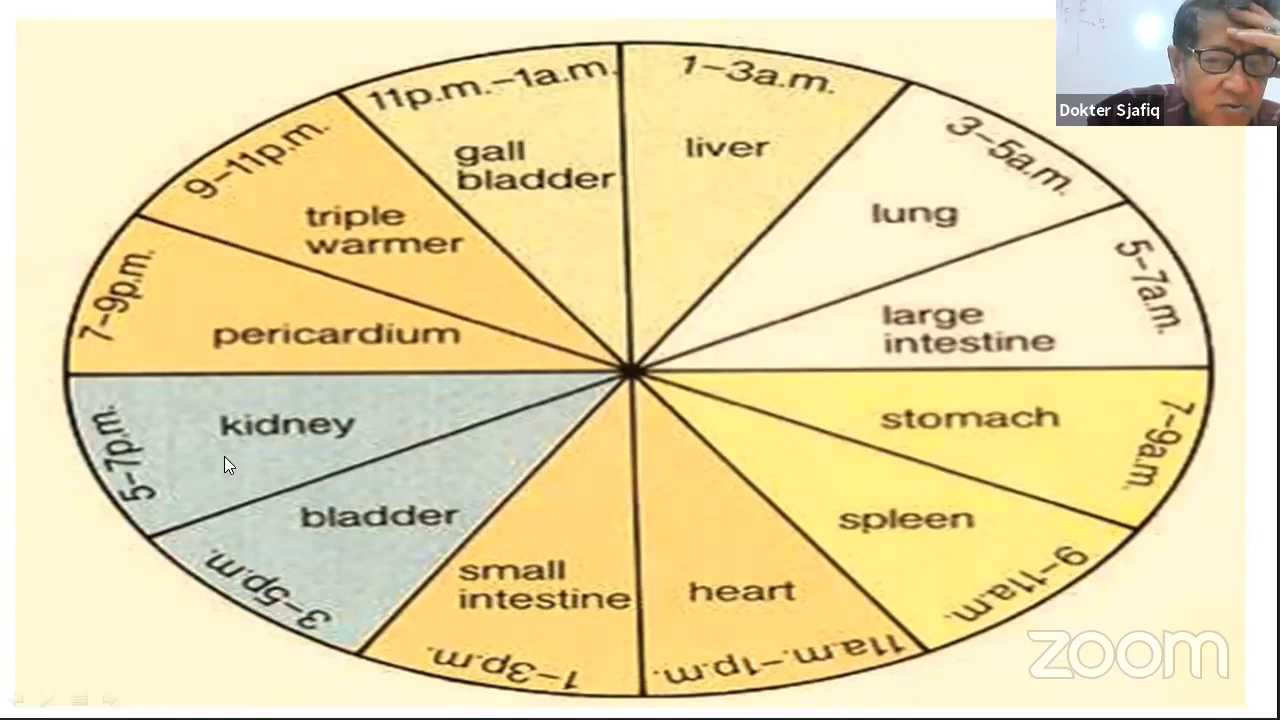 11p.m.–1a.m.
gall
bladder
1–3a.m.
liver
3–5a.m.
lung
5–7a.m.
large
intestine
7–9a.m.
stomach
9–11a.m.
spleen
11a.m.–1p.m.
heart
1–3p.m.
small
intestine
3–5p.m.
bladder
5–7p.m.
kidney
7–9p.m.
pericardium
9–11p.m.
triple
warmer
Dokter Sjafiq
zoom